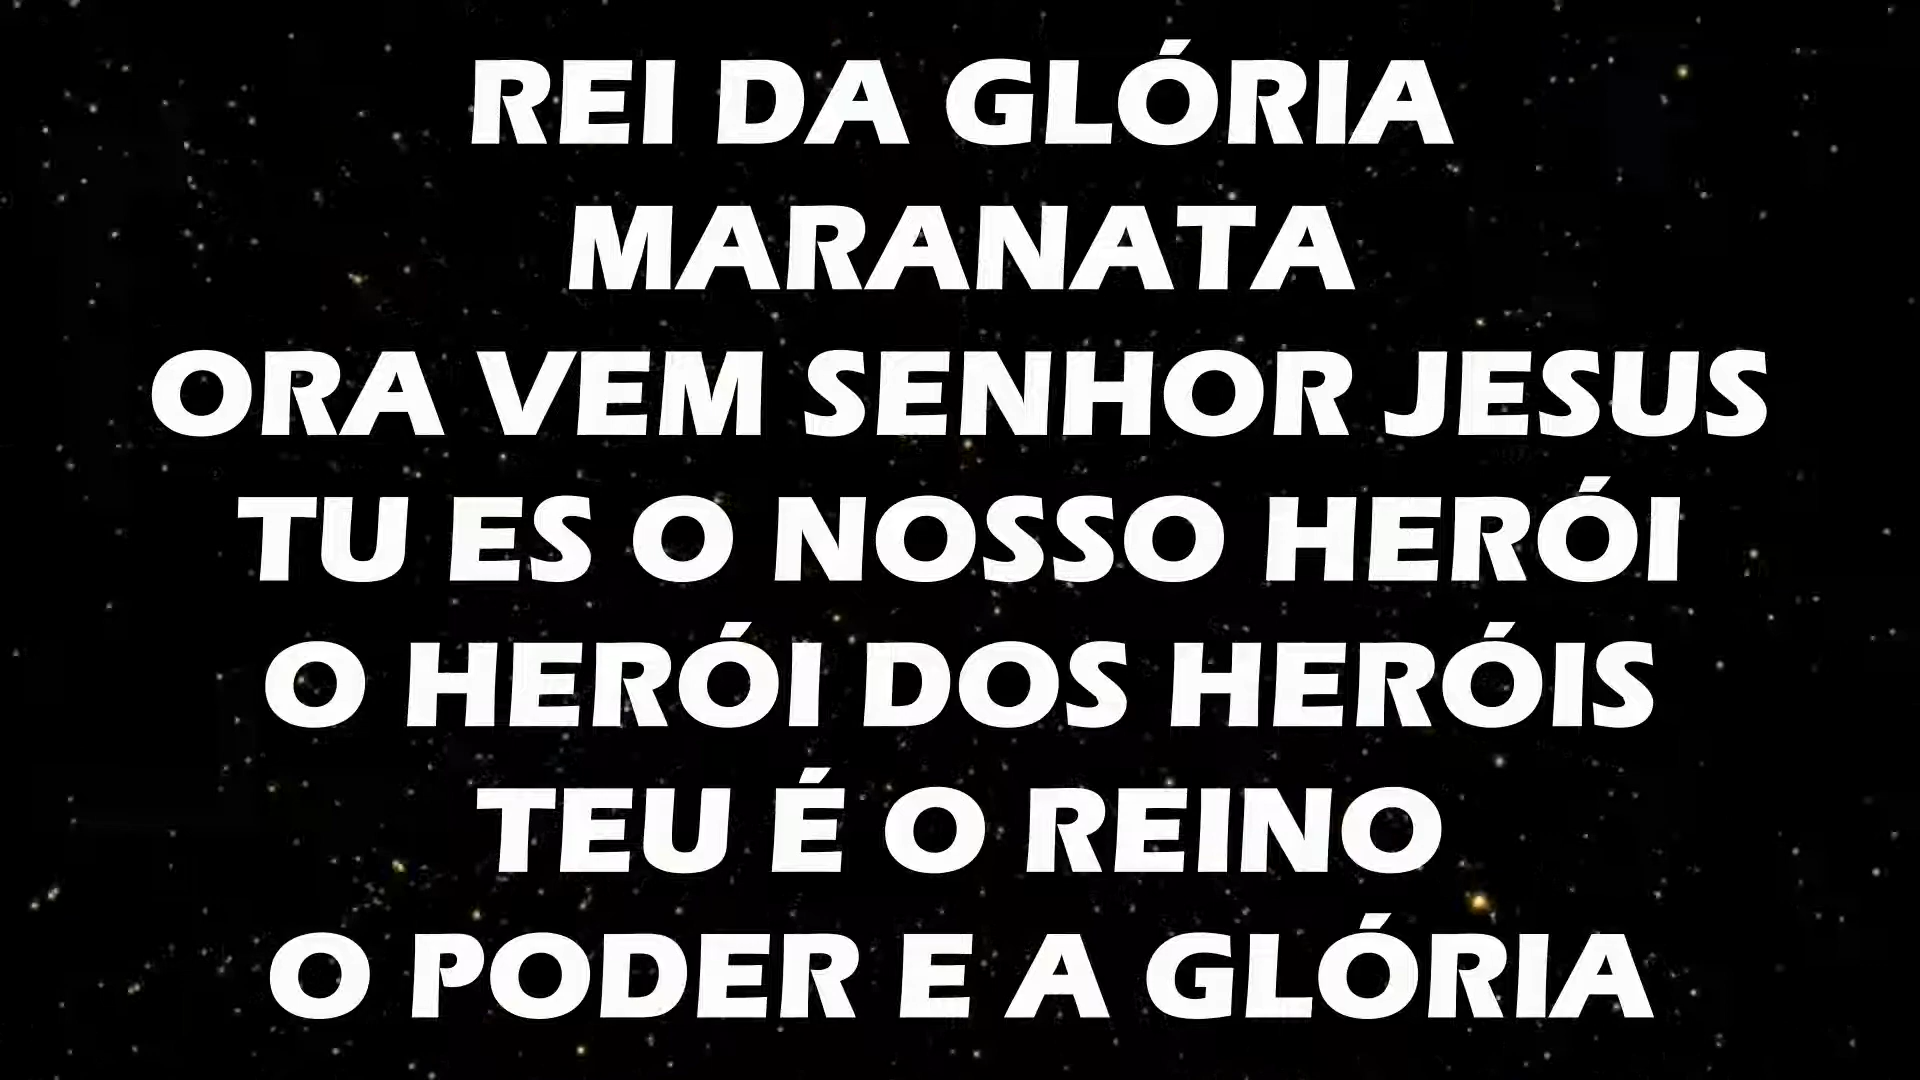 REI DA GLÓRIA
MARANATA
ORA VEM SENHOR JESUS
TU ES O NOSSO HERÓI
O HERÓI DOS HERÓIS
TEU É O REINO
O PODER E A GLÓRIA